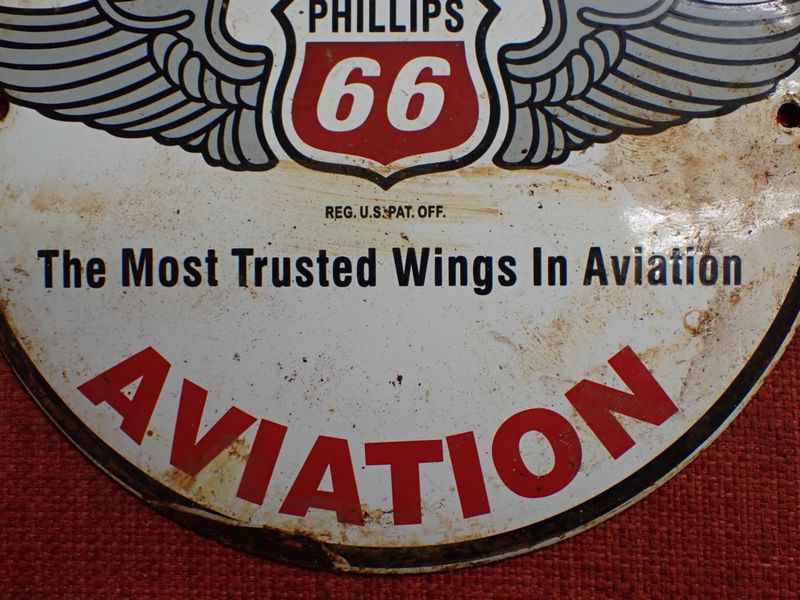 PHILLIPS
66
REG. U.S. PAT. OFF.
The Most Trusted Wings In Aviation
AVIATION